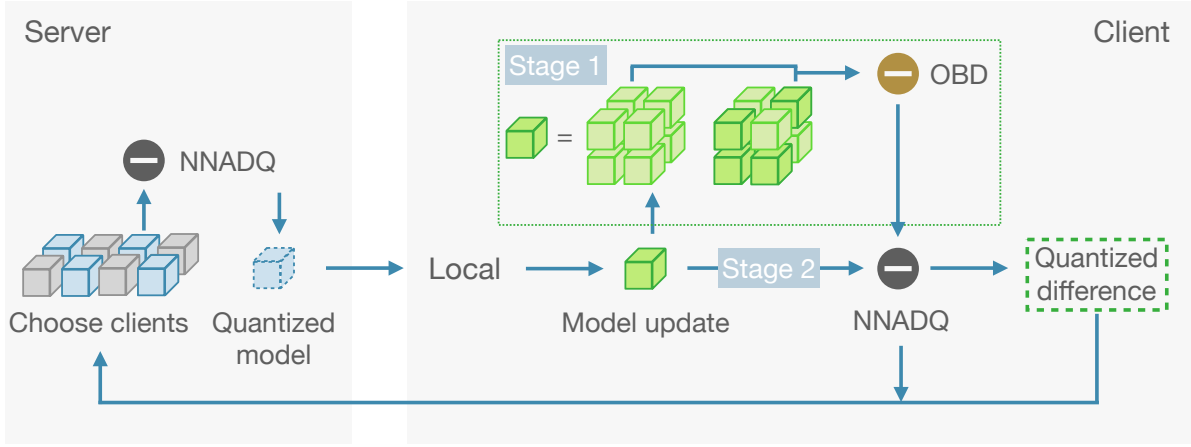 Server
Client
Stage 1
OBD
NNADQ
=
Local
Stage 2
Choose clients
Quantized
model
Model update
NNADQ
Quantized
difference